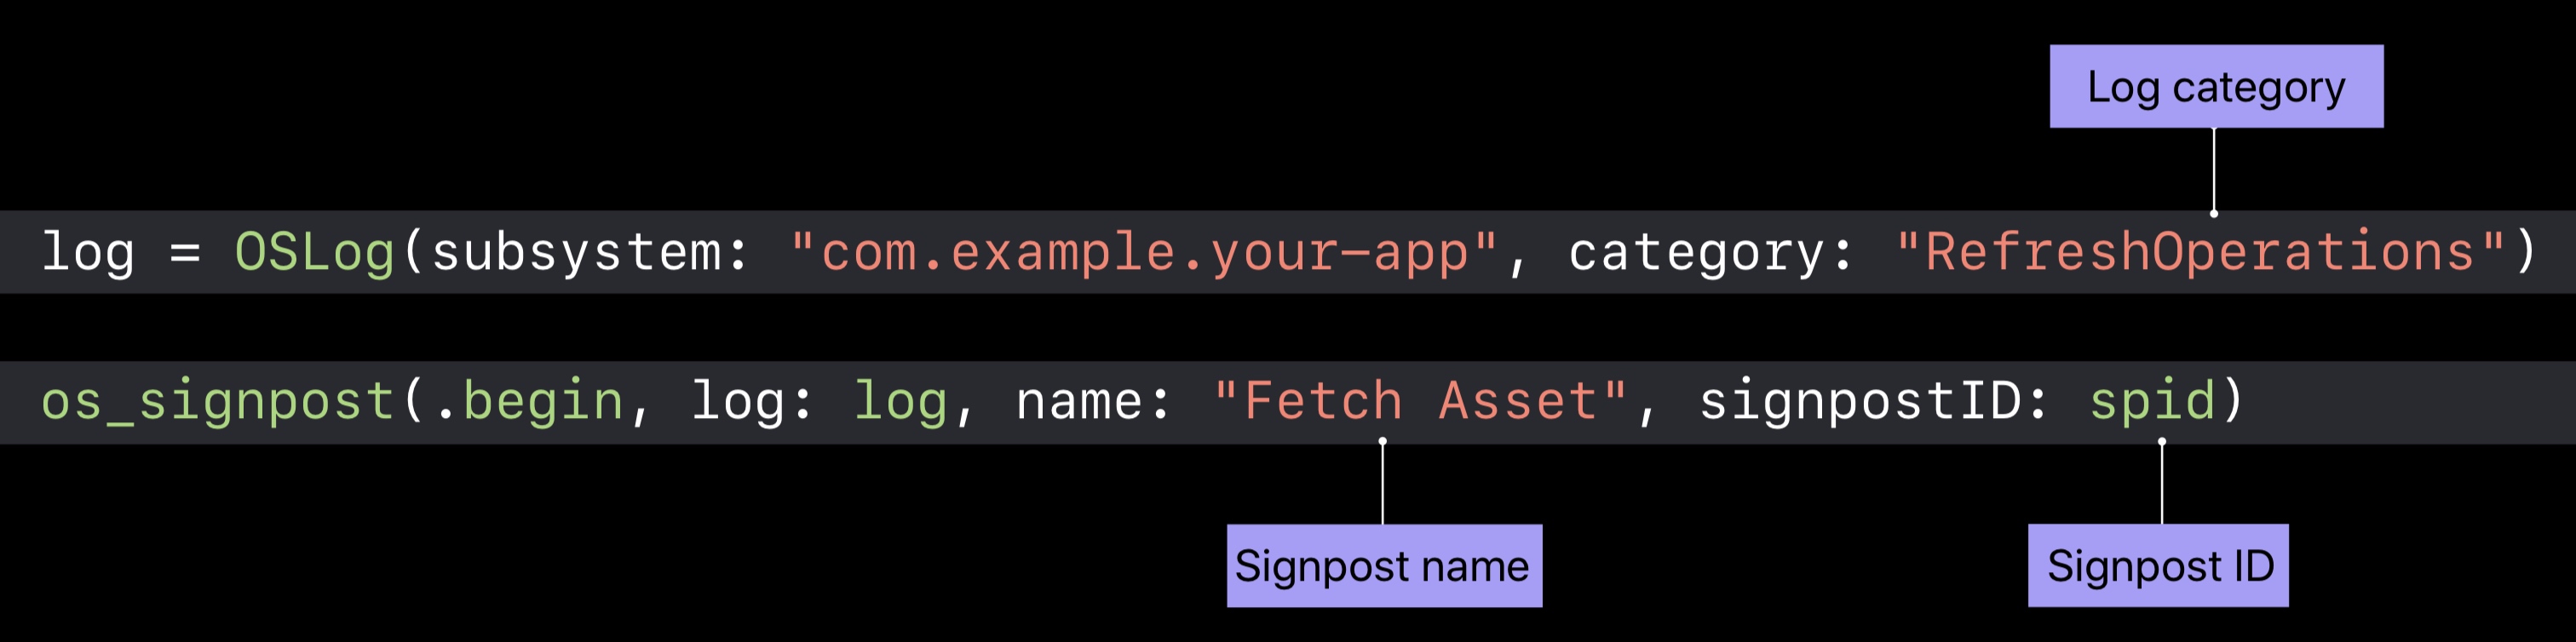 Log category
log = OSLog(subsystem: "com.example.your-app", category: "RefreshOperations")
os_signpost(.begin, log: log, name: "Fetch Asset", signpostID: spid)
Signpost name
Signpost ID